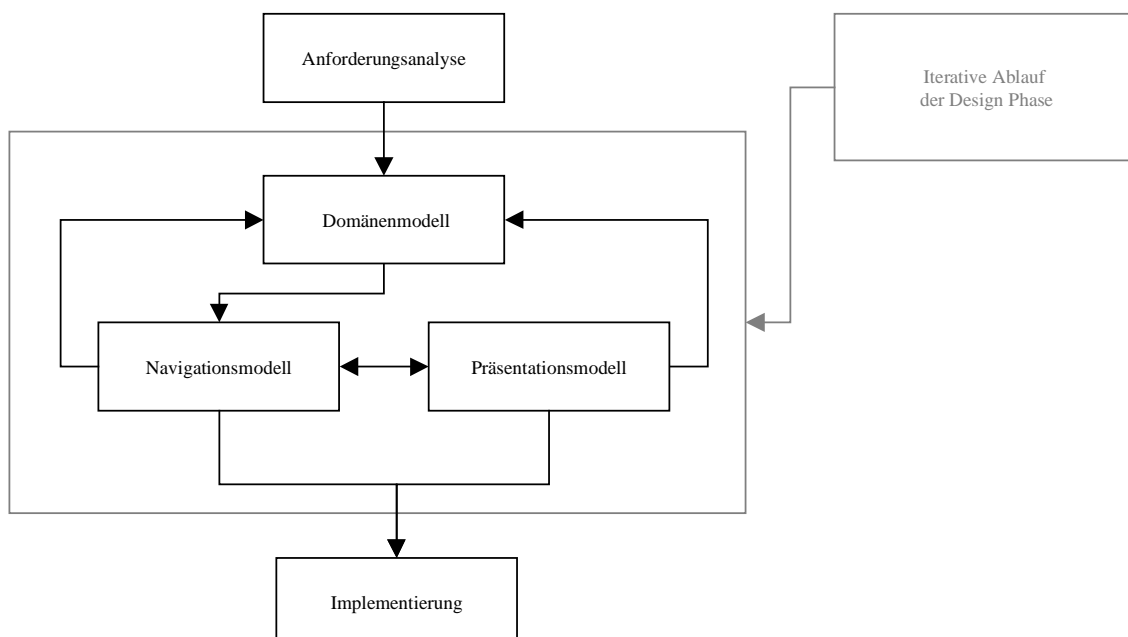 Anforderungsanalyse
Iterative Ablauf
der Design Phase
Domänenmodell
Navigationsmodell
Präsentationsmodell
Implementierung